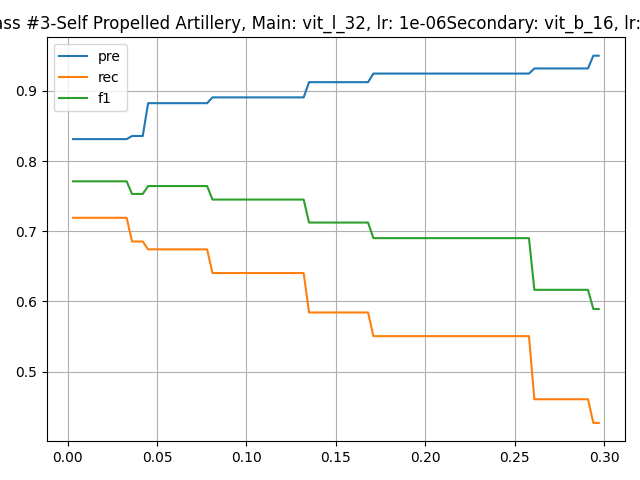 ass #3-Self Propelled Artillery, Main: vit_l_32, lr: 1e-06Secondary: vit_b_16, lr:
pre
rec
f1
0.9
0.8
0.7
0.6
0.5
0.00 0.05 0.10 0.15 0.20 0.25 0.30